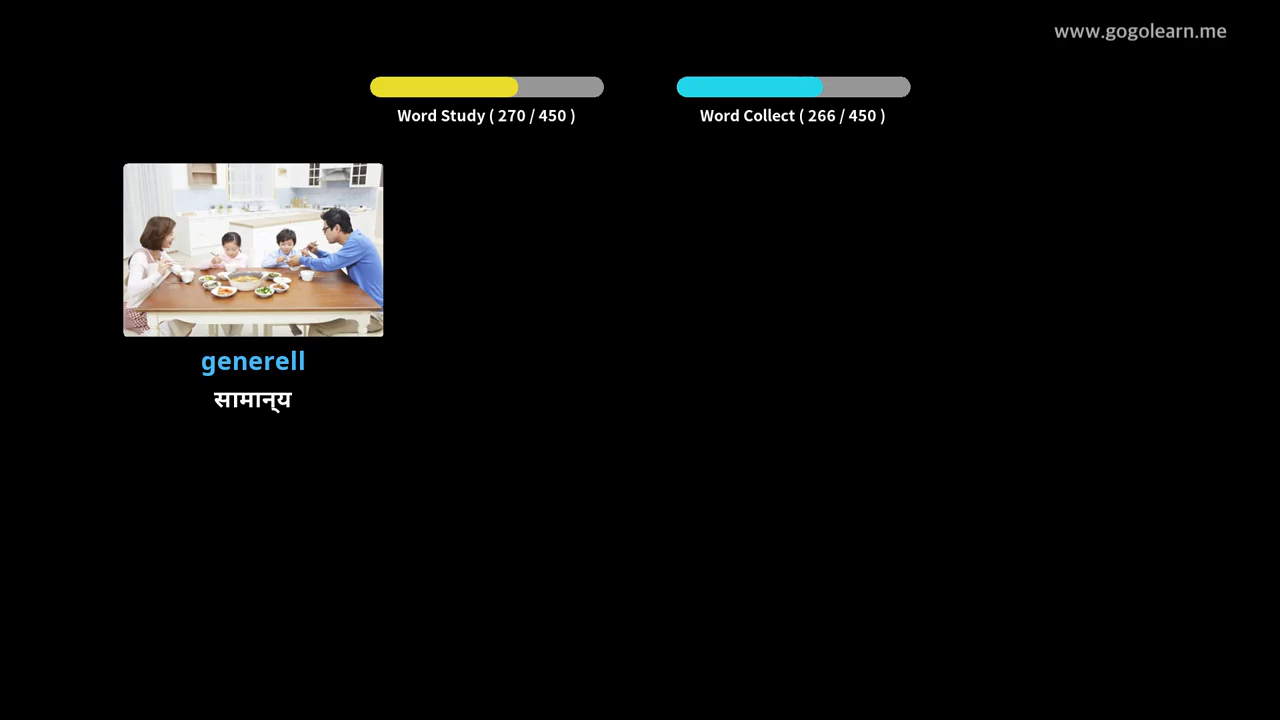 www.gogolearn.me
Word Study ( 270 / 450 )
Word Collect ( 266 / 450 )
generell
सामान्य